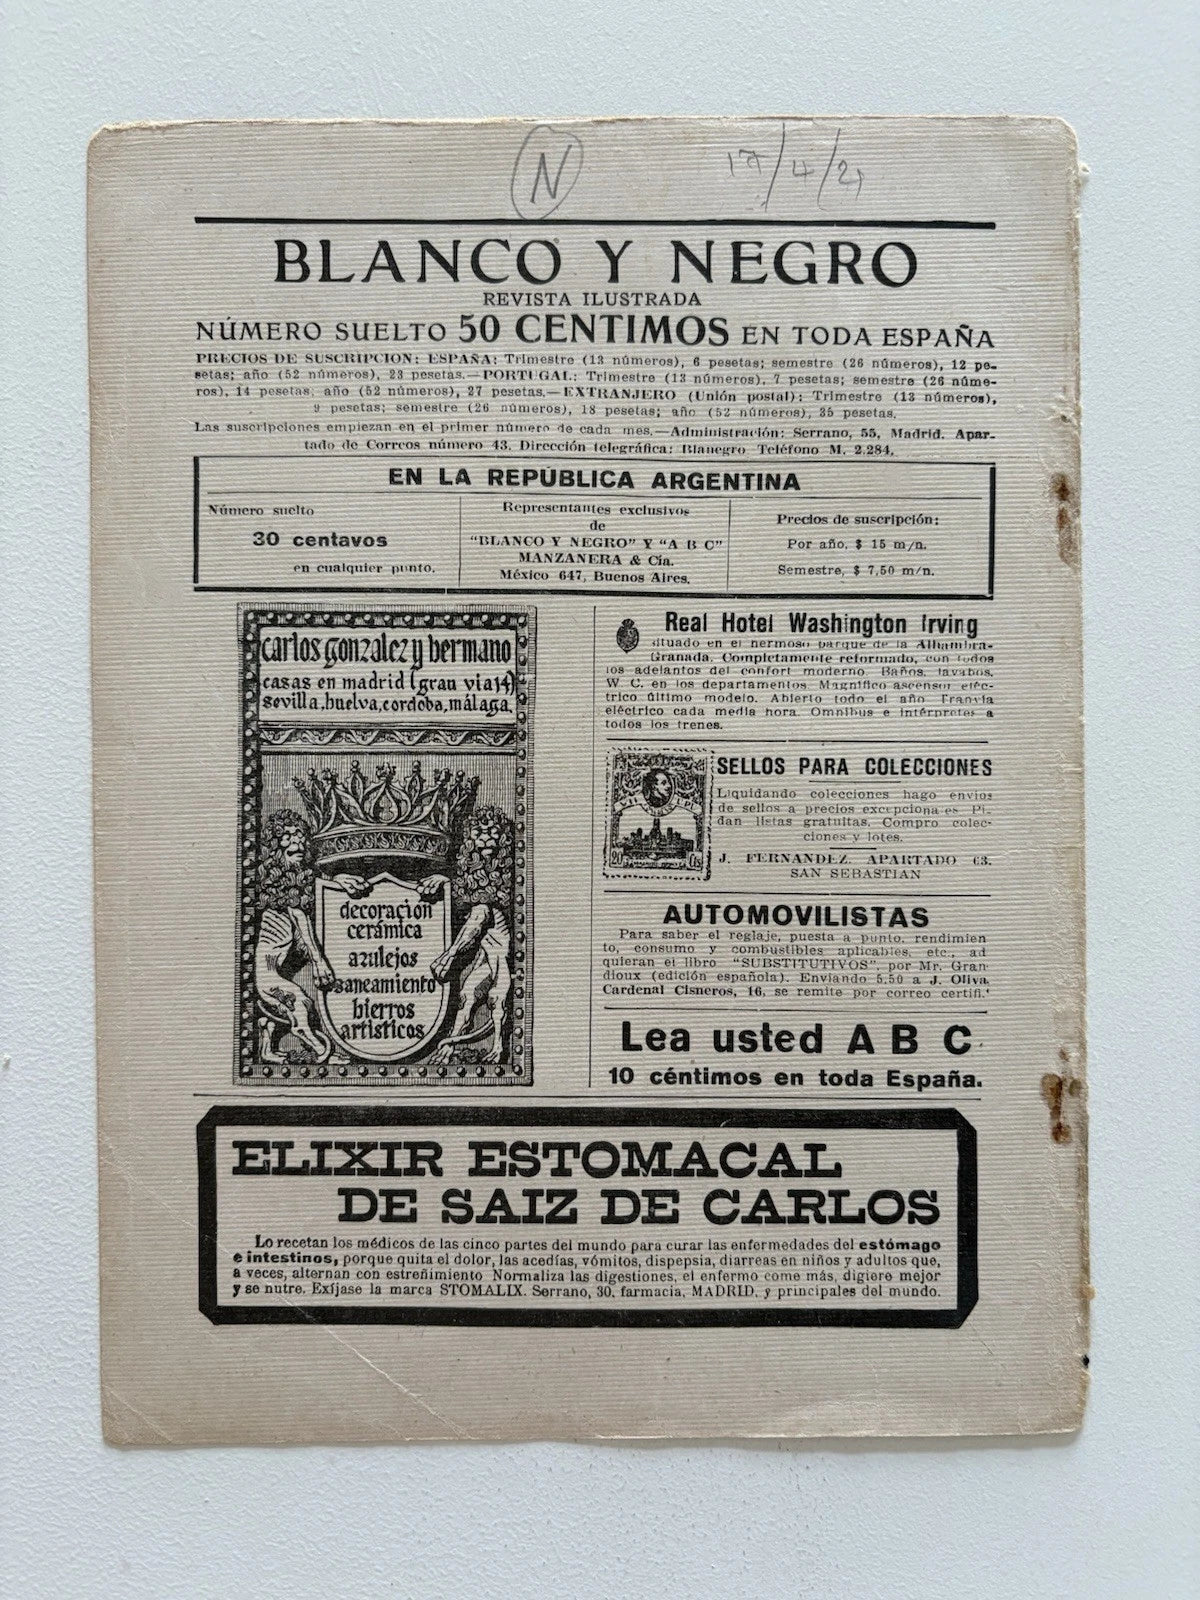 N
17/4/21
BLANCO Y NEGRO
REVISTA ILUSTRADA
NÚMERO SUELTO 50 CENTIMOS EN TODA ESPAÑA
PRECIOS DE SUSCRIPCION: ESPAÑA: Trimestre (13 números), 6 pesetas; semestre (26 números), 12 pe-
setas; año (52 números), 23 pesetas.—PORTUGAL: Trimestre (13 números), 7 pesetas; semestre (26 núme-
ros), 14 pesetas; año (52 números), 27 pesetas.—EXTRANJERO (Unión postal): Trimestre (13 números),
9 pesetas; semestre (26 números), 18 pesetas; año (52 números), 35 pesetas.
Las suscripciones empiezan en el primer número de cada mes.—Administración: Serrano, 55, Madrid. Apar-
tado de Correos número 43. Dirección telegráfica: Blanegro Teléfono M. 2.284.
EN LA REPÚBLICA ARGENTINA
Número suelto
30 centavos
en cualquier punto.
Representantes exclusivos
de
"BLANCO Y NEGRO" Y "A B C"
MANZANERA & Cía.
México 647, Buenos Aires.
Precios de suscripción:
Por año, $ 15 m/n.
Semestre, $ 7,50 m/n.
carlos gonzalez y hermano
casas en madrid (gran via 14)
sevilla, huelva, cordoba, málaga.
decoracion
cerámica
azulejos
saneamiento
hierros
artisticos
Real Hotel Washington Irving
situado en el hermoso parque de la Alhambra-
Granada. Completamente reformado, con todos
los adelantos del confort moderno. Baños, lavabos,
W. C. en los departamentos. Magnífico ascensor eléc-
trico último modelo. Abierto todo el año. Tranvía
eléctrico cada media hora. Omnibus e intérpretes a
todos los trenes.
20 Cts
SELLOS PARA COLECCIONES
Liquidando colecciones hago envíos
de sellos a precios excepcionales Pi-
dan listas gratuitas. Compro colec-
ciones y lotes.
J. FERNANDEZ. APARTADO 63.
SAN SEBASTIAN
AUTOMOVILISTAS
Para saber el reglaje, puesta a punto, rendimien
to, consumo y combustibles aplicables, etc., ad
quieran el libro "SUBSTITUTIVOS", por Mr. Gran
dioux (edición española). Enviando 5,50 a J. Oliva.
Cardenal Cisneros, 16, se remite por correo certifi.
Lea usted A B C
10 céntimos en toda España.
ELIXIR ESTOMACAL
DE SAIZ DE CARLOS
Lo recetan los médicos de las cinco partes del mundo para curar las enfermedades del estómago
e intestinos, porque quita el dolor, las acedías, vómitos, dispepsia, diarreas en niños y adultos que,
a veces, alternan con estreñimiento Normaliza las digestiones, el enfermo come más, digiere mejor
y se nutre. Exíjase la marca STOMALIX. Serrano, 30, farmacia, MADRID, y principales del mundo.